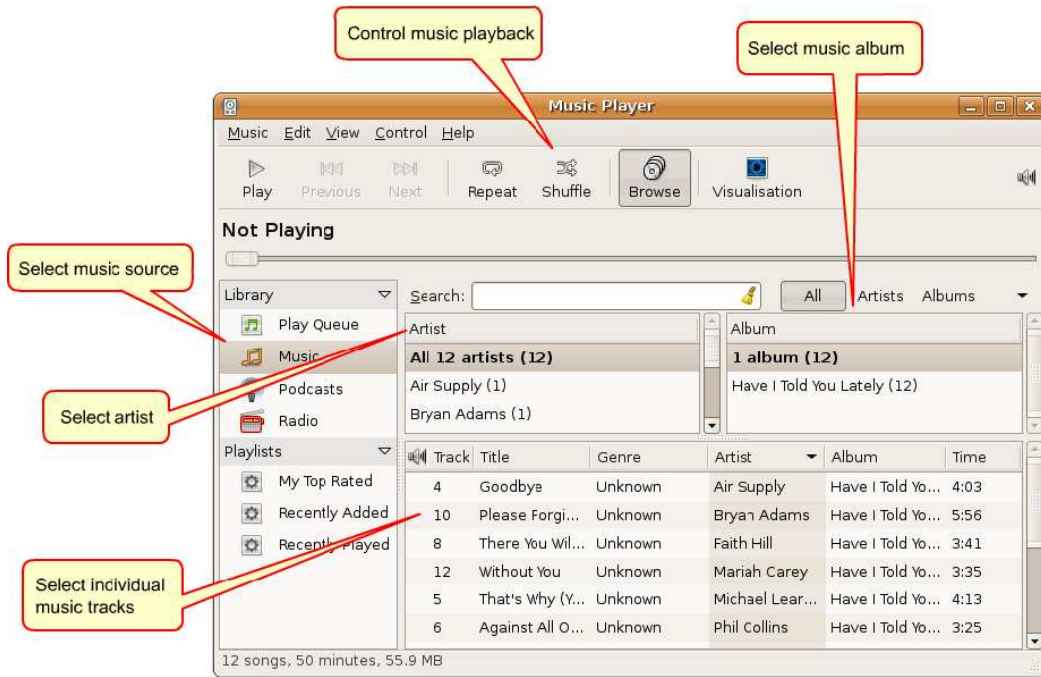 Control music playback
Select music album
Music Player
Music Edit View Control Help
Play Previous Next Repeat Shuffle Browse Visualisation
Not Playing
Select music source
Library
Search:
All Artists Albums
Play Queue
Music
Podcasts
Radio
Select artist
Artist
All 12 artists (12)
Air Supply (1)
Bryan Adams (1)
Album
1 album (12)
Have I Told You Lately (12)
Playlists
My Top Rated
Recently Added
Recently Played
Select individual
music tracks
Track Title Genre Artist Album Time
4 Goodbye Unknown Air Supply Have I Told Yo... 4:03
10 Please Forgi... Unknown Bryan Adams Have I Told Yo... 5:56
8 There You Wil... Unknown Faith Hill Have I Told Yo... 3:41
12 Without You Unknown Mariah Carey Have I Told Yo... 3:35
5 That's Why (Y... Unknown Michael Lear... Have I Told Yo... 4:13
6 Against All O... Unknown Phil Collins Have I Told Yo... 3:25
12 songs, 50 minutes, 55.9 MB